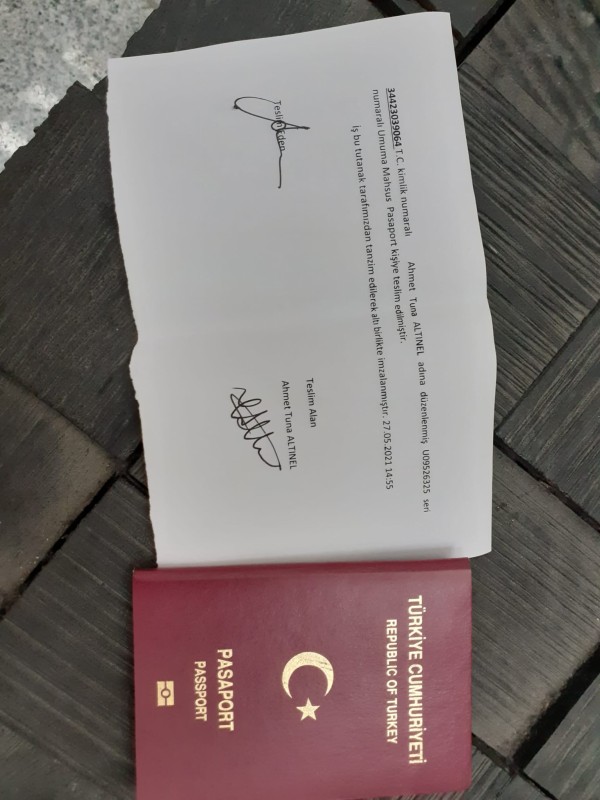 34423039064 T.C. kimlik numaralı Ahmet Tuna ALTINEL adına düzenlenmiş U09526325 seri
numaralı Umuma Mahsus Pasaport kişiye teslim edilmiştir.
İş bu tutanak tarafımızdan tanzim edilerek altı birlikte imzalanmıştır. 27.05.2021 14:55
Teslim Eden
Teslim Alan
Ahmet Tuna ALTINEL
TÜRKİYE CUMHURİYETİ
REPUBLIC OF TURKEY
PASAPORT
PASSPORT